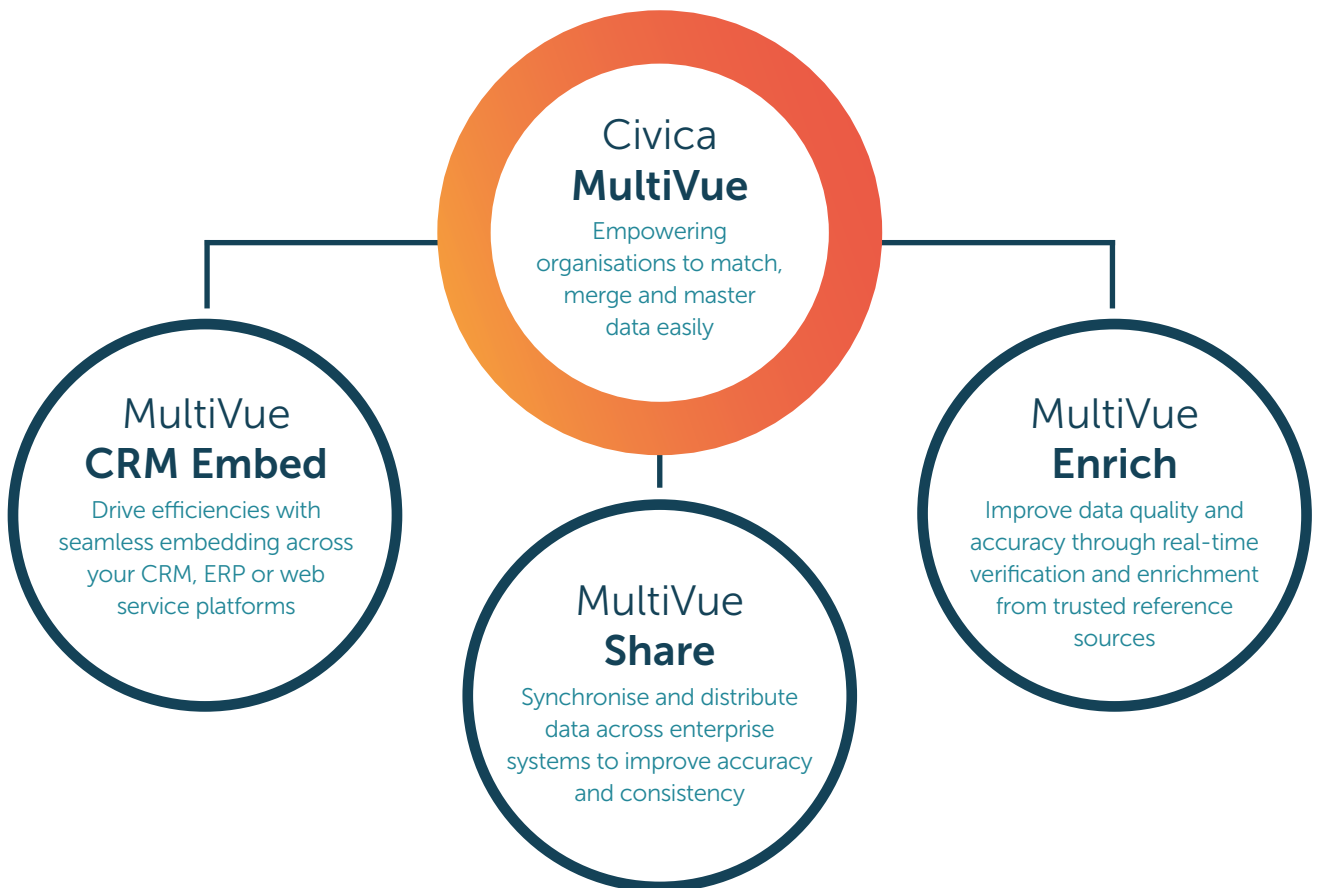 Civica
MultiVue
Empowering
organisations to match,
merge and master
data easily
MultiVue
CRM Embed
Drive efficiencies with
seamless embedding across
your CRM, ERP or web
service platforms
MultiVue
Share
Synchronise and distribute
data across enterprise
systems to improve accuracy
and consistency
MultiVue
Enrich
Improve data quality and
accuracy through real-time
verification and enrichment
from trusted reference
sources